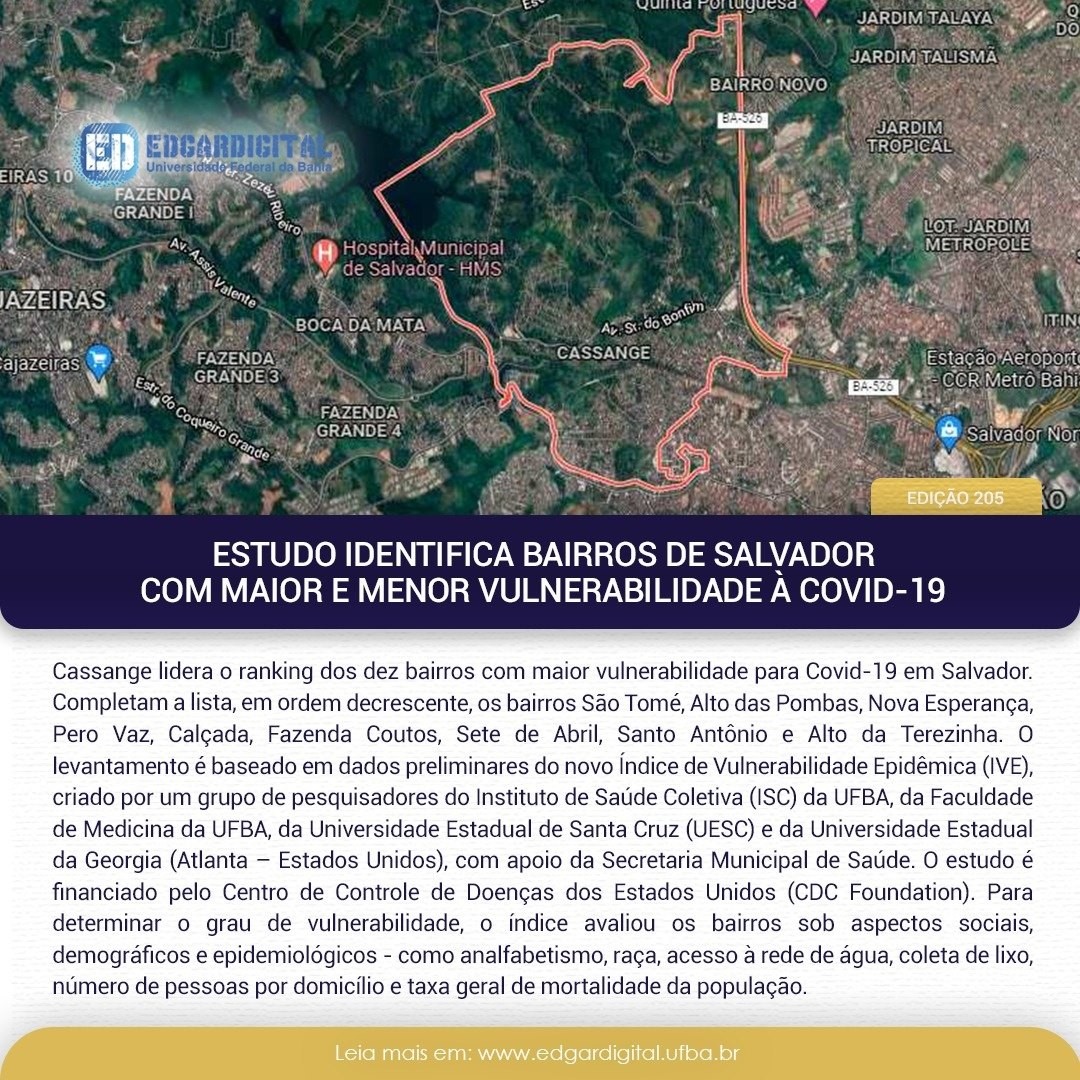 Quinta Portuguesa
JARDIM TALAYA
JARDIM TALISMÃ
BAIRRO NOVO
BA-526
JARDIM
TROPICAL
EDGARDIGITAL
Universidade Federal da Bahia
EIRAS 10
FAZENDA
GRANDE I
Zezéu Ribeiro
LOT. JARDIM
METROPOLE
Hospital Municipal
de Salvador - HMS
Av. Assis Valente
JAZEIRAS
BOCA DA MATA
Av. St. do Bonfim
ITIN
CASSANGE
FAZENDA
GRANDE 3
ajazeiras
Estação Aeroporto
- CCR Metrô Bahi
BA-526
Estr. do Coqueiro Grande
FAZENDA
GRANDE 4
Salvador Nor
EDIÇÃO 205
ÃO
ESTUDO IDENTIFICA BAIRROS DE SALVADOR
COM MAIOR E MENOR VULNERABILIDADE À COVID-19
Cassange lidera o ranking dos dez bairros com maior vulnerabilidade para Covid-19 em Salvador.
Completam a lista, em ordem decrescente, os bairros São Tomé, Alto das Pombas, Nova Esperança,
Pero Vaz, Calçada, Fazenda Coutos, Sete de Abril, Santo Antônio e Alto da Terezinha. O
levantamento é baseado em dados preliminares do novo Índice de Vulnerabilidade Epidêmica (IVE),
criado por um grupo de pesquisadores do Instituto de Saúde Coletiva (ISC) da UFBA, da Faculdade
de Medicina da UFBA, da Universidade Estadual de Santa Cruz (UESC) e da Universidade Estadual
da Georgia (Atlanta – Estados Unidos), com apoio da Secretaria Municipal de Saúde. O estudo é
financiado pelo Centro de Controle de Doenças dos Estados Unidos (CDC Foundation). Para
determinar o grau de vulnerabilidade, o índice avaliou os bairros sob aspectos sociais,
demográficos e epidemiológicos - como analfabetismo, raça, acesso à rede de água, coleta de lixo,
número de pessoas por domicílio e taxa geral de mortalidade da população.
Leia mais em: www.edgardigital.ufba.br